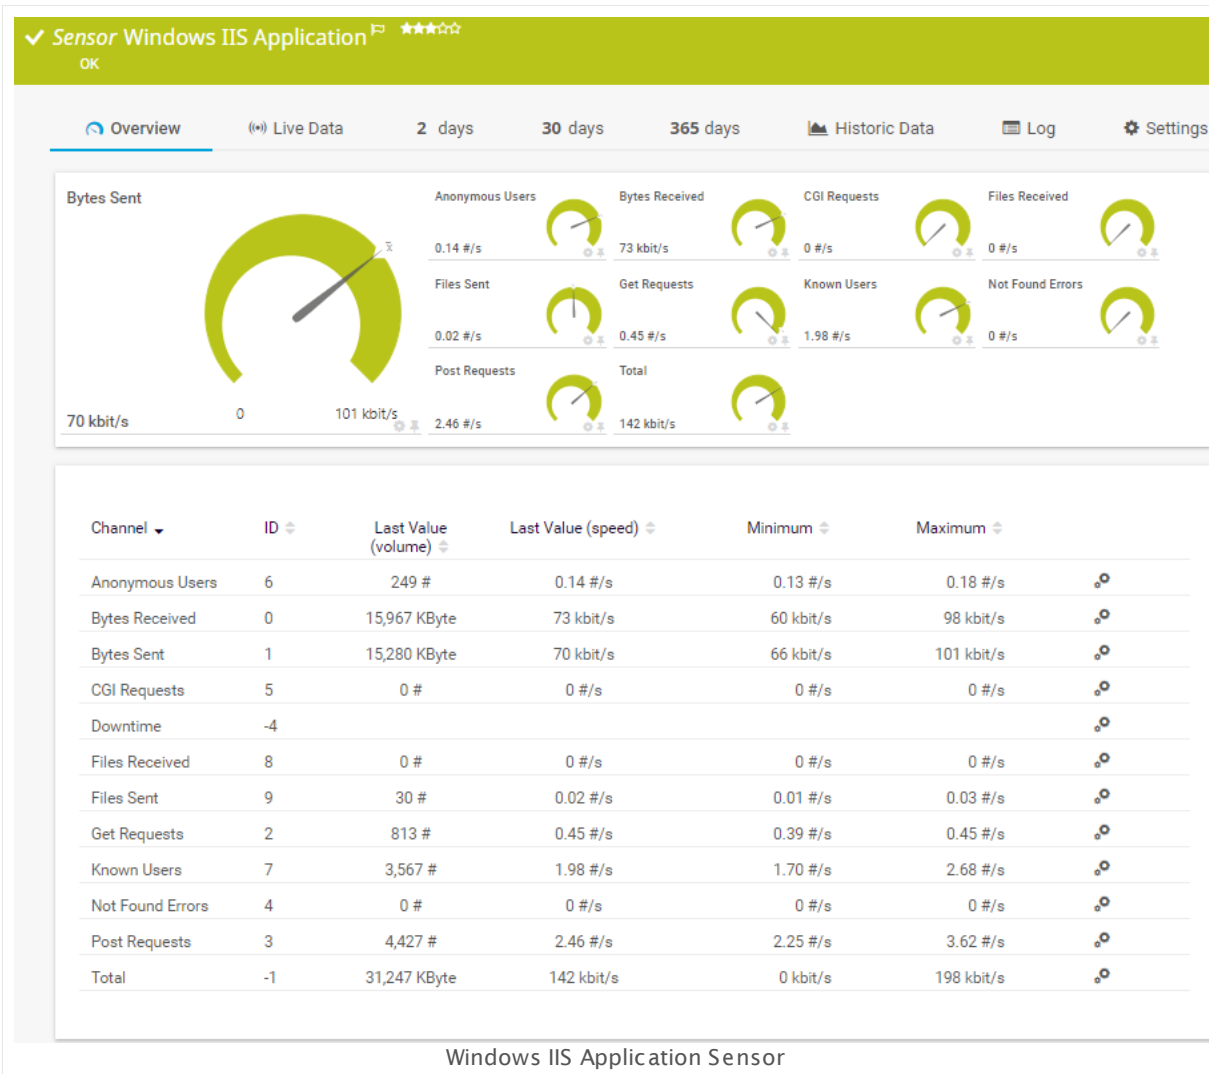 Sensor Windows IIS Application
OK
Overview Live Data 2 days 30 days 365 days Historic Data Log Settings
Bytes Sent
x̄
0 101 kbit/s
70 kbit/s
Anonymous Users
0.14 #/s
Bytes Received
73 kbit/s
CGI Requests
0 #/s
Files Received
0 #/s
Files Sent
0.02 #/s
Get Requests
0.45 #/s
Known Users
1.98 #/s
Not Found Errors
0 #/s
Post Requests
2.46 #/s
Total
142 kbit/s
Channel ID Last Value (volume) Last Value (speed) Minimum Maximum
Anonymous Users 6 249 # 0.14 #/s 0.13 #/s 0.18 #/s
Bytes Received 0 15,967 KByte 73 kbit/s 60 kbit/s 98 kbit/s
Bytes Sent 1 15,280 KByte 70 kbit/s 66 kbit/s 101 kbit/s
CGI Requests 5 0 # 0 #/s 0 #/s 0 #/s
Downtime -4
Files Received 8 0 # 0 #/s 0 #/s 0 #/s
Files Sent 9 30 # 0.02 #/s 0.01 #/s 0.03 #/s
Get Requests 2 813 # 0.45 #/s 0.39 #/s 0.45 #/s
Known Users 7 3,567 # 1.98 #/s 1.70 #/s 2.68 #/s
Not Found Errors 4 0 # 0 #/s 0 #/s 0 #/s
Post Requests 3 4,427 # 2.46 #/s 2.25 #/s 3.62 #/s
Total -1 31,247 KByte 142 kbit/s 0 kbit/s 198 kbit/s
Windows IIS Application Sensor